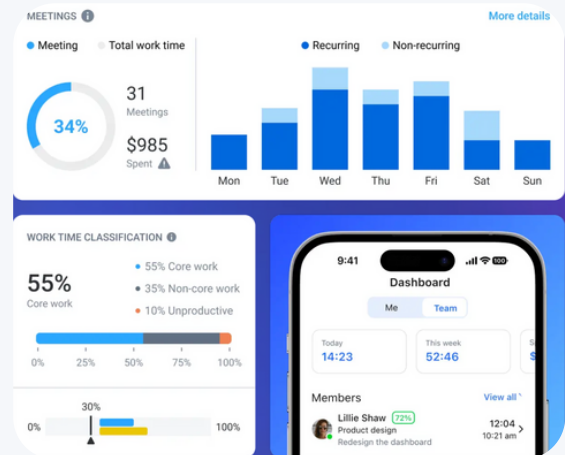 MEETINGS
More details
Meeting Total work time
Recurring Non-recurring
34%
31
Meetings
$985
Spent
Mon Tue Wed Thu Fri Sat Sun
WORK TIME CLASSIFICATION
55%
Core work
55% Core work
35% Non-core work
10% Unproductive
0% 25% 50% 75% 100%
30%
0% 100%
9:41
100
Dashboard
Me Team
Today
14:23
This week
52:46
Members
View all
Lillie Shaw 72%
Product design
Redesign the dashboard
12:04
10:21 am